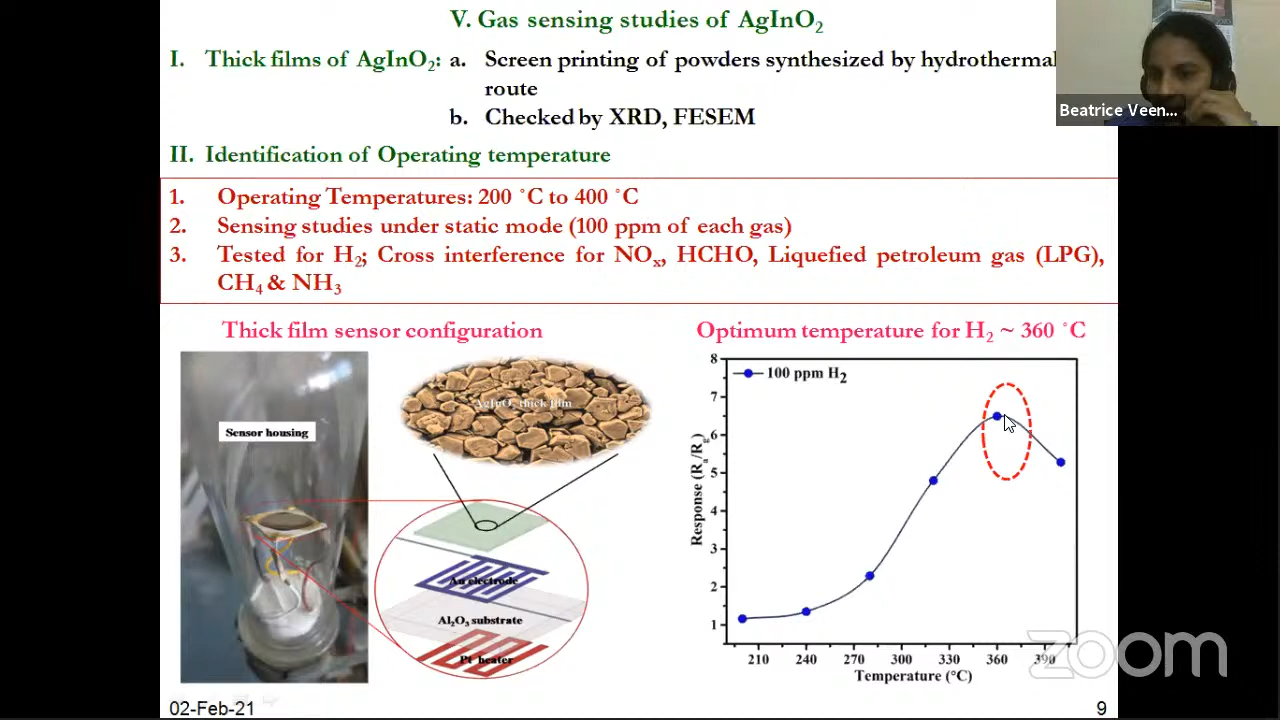 V. Gas sensing studies of AgInO₂
I. Thick films of AgInO₂: a. Screen printing of powders synthesized by hydrothermal
route
b. Checked by XRD, FESEM
Beatrice Veen...
II. Identification of Operating temperature
1. Operating Temperatures: 200 ˚C to 400 ˚C
2. Sensing studies under static mode (100 ppm of each gas)
3. Tested for H₂; Cross interference for NOₓ, HCHO, Liquefied petroleum gas (LPG),
CH₄ & NH₃
Thick film sensor configuration
Optimum temperature for H₂ ~ 360 ˚C
Sensor housing
AgInO₂ thick film
Au electrode
Al₂O₃ substrate
Pt heater
100 ppm H₂
8
7
6
5
4
3
2
1
Response (Rₐ/R₉)
210 240 270 300 330 360 390
Temperature (°C)
zoom
02-Feb-21
9